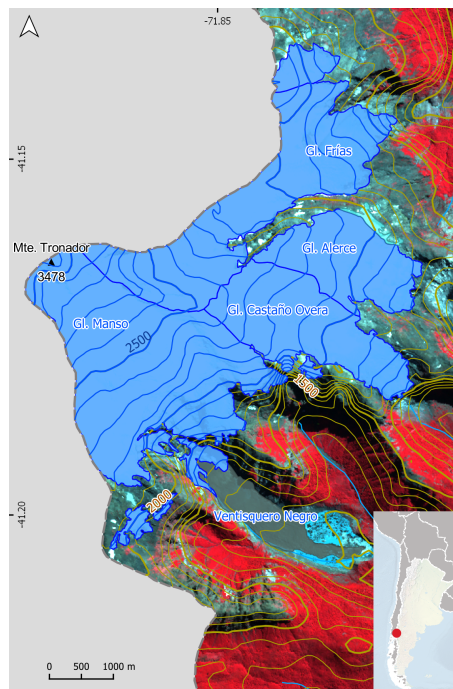 -71.85
-41.15
Gl. Frías
Mte. Tronador
3478
Gl. Alerce
Gl. Manso
2500
Gl. Castaño Overa
1500
2000
-41.20
Ventisquero Negro
0 500 1000 m